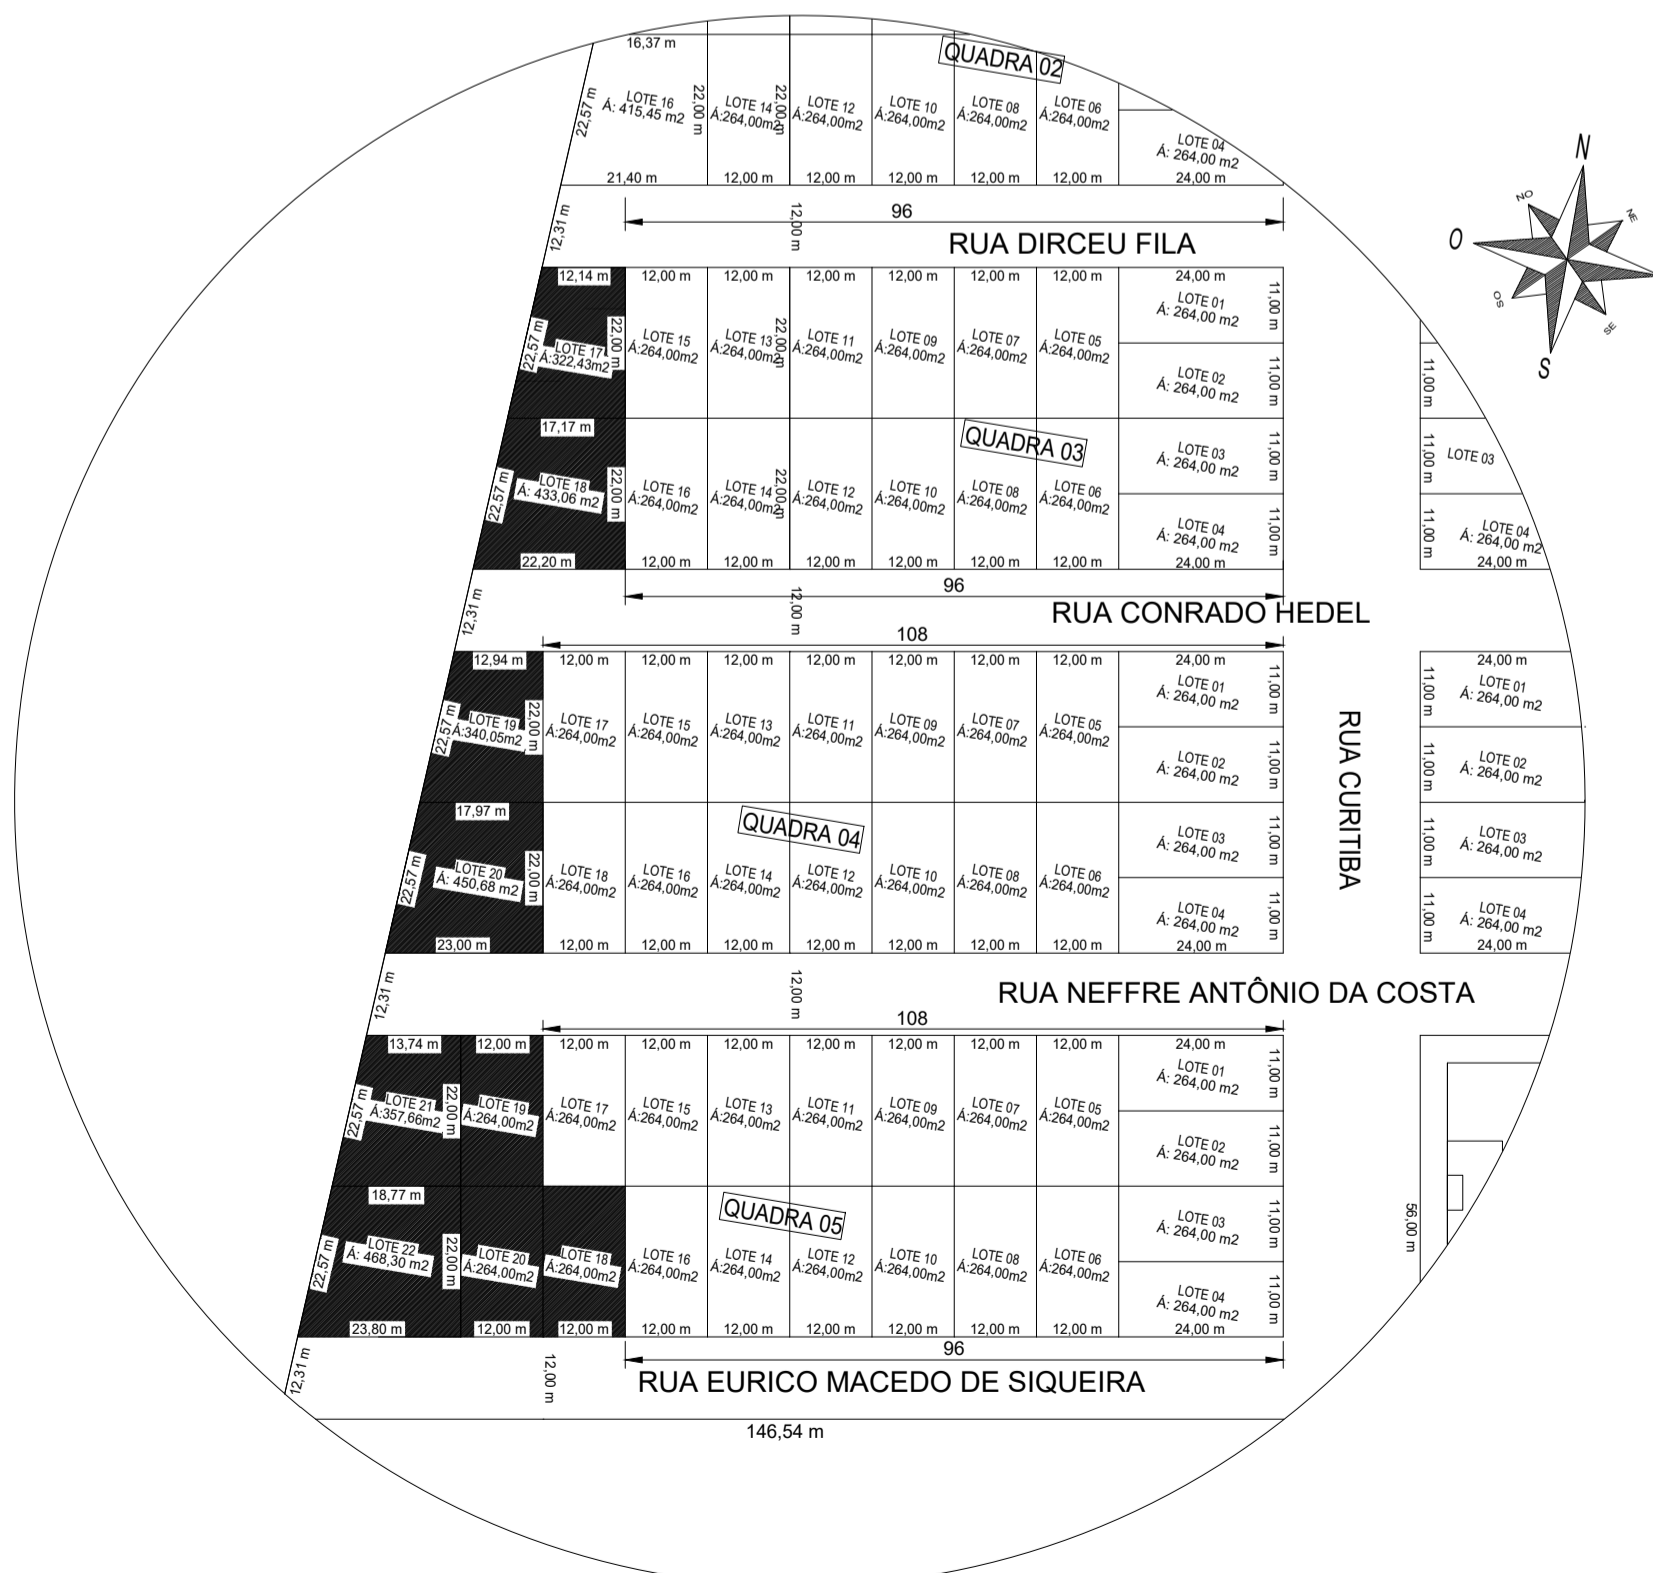 16,37 m
QUADRA 02
22,57 m
LOTE 16
Á: 415,45 m2
22,00 m
LOTE 14
Á:264,00m2
22,00 m
LOTE 12
Á:264,00m2
LOTE 10
Á:264,00m2
LOTE 08
Á:264,00m2
LOTE 06
Á:264,00m2
LOTE 04
Á: 264,00 m2
21,40 m
12,00 m
12,00 m
12,00 m
12,00 m
12,00 m
24,00 m
N
NO
NE
O
SO
SE
S
12,31 m
12,00 m
96
RUA DIRCEU FILA
12,14 m
12,00 m
12,00 m
12,00 m
12,00 m
12,00 m
12,00 m
24,00 m
22,57 m
LOTE 17
Á:322,43m2
22,00 m
LOTE 15
Á:264,00m2
LOTE 13
Á:264,00m2
22,00 m
LOTE 11
Á:264,00m2
LOTE 09
Á:264,00m2
LOTE 07
Á:264,00m2
LOTE 05
Á:264,00m2
LOTE 01
Á: 264,00 m2
11,00 m
LOTE 02
Á: 264,00 m2
11,00 m
11,00 m
17,17 m
QUADRA 03
22,57 m
LOTE 18
Á: 433,06 m2
22,00 m
LOTE 16
Á:264,00m2
LOTE 14
Á:264,00m2
22,00 m
LOTE 12
Á:264,00m2
LOTE 10
Á:264,00m2
LOTE 08
Á:264,00m2
LOTE 06
Á:264,00m2
LOTE 03
Á: 264,00 m2
11,00 m
LOTE 04
Á: 264,00 m2
11,00 m
11,00 m
LOTE 03
11,00 m
LOTE 04
Á: 264,00 m2
24,00 m
22,20 m
12,00 m
12,00 m
12,00 m
12,00 m
12,00 m
12,00 m
24,00 m
12,31 m
96
12,00 m
RUA CONRADO HEDEL
108
12,94 m
12,00 m
12,00 m
12,00 m
12,00 m
12,00 m
12,00 m
12,00 m
24,00 m
22,57 m
LOTE 19
Á:340,05m2
22,00 m
LOTE 17
Á:264,00m2
LOTE 15
Á:264,00m2
LOTE 13
Á:264,00m2
LOTE 11
Á:264,00m2
LOTE 09
Á:264,00m2
LOTE 07
Á:264,00m2
LOTE 05
Á:264,00m2
LOTE 01
Á: 264,00 m2
11,00 m
LOTE 02
Á: 264,00 m2
11,00 m
RUA CURITIBA
24,00 m
11,00 m
LOTE 01
Á: 264,00 m2
11,00 m
LOTE 02
Á: 264,00 m2
17,97 m
QUADRA 04
22,57 m
LOTE 20
Á: 450,68 m2
22,00 m
LOTE 18
Á:264,00m2
LOTE 16
Á:264,00m2
LOTE 14
Á:264,00m2
LOTE 12
Á:264,00m2
LOTE 10
Á:264,00m2
LOTE 08
Á:264,00m2
LOTE 06
Á:264,00m2
LOTE 03
Á: 264,00 m2
11,00 m
LOTE 04
Á: 264,00 m2
11,00 m
11,00 m
LOTE 03
Á: 264,00 m2
11,00 m
LOTE 04
Á: 264,00 m2
24,00 m
23,00 m
12,00 m
12,00 m
12,00 m
12,00 m
12,00 m
12,00 m
12,00 m
24,00 m
12,31 m
12,00 m
RUA NEFFRE ANTÔNIO DA COSTA
108
13,74 m
12,00 m
12,00 m
12,00 m
12,00 m
12,00 m
12,00 m
12,00 m
12,00 m
24,00 m
22,57 m
LOTE 21
Á:357,66m2
22,00 m
LOTE 19
Á:264,00m2
LOTE 17
Á:264,00m2
LOTE 15
Á:264,00m2
LOTE 13
Á:264,00m2
LOTE 11
Á:264,00m2
LOTE 09
Á:264,00m2
LOTE 07
Á:264,00m2
LOTE 05
Á:264,00m2
LOTE 01
Á: 264,00 m2
11,00 m
LOTE 02
Á: 264,00 m2
11,00 m
18,77 m
QUADRA 05
22,57 m
LOTE 22
Á: 468,30 m2
22,00 m
LOTE 20
Á:264,00m2
LOTE 18
Á:264,00m2
LOTE 16
Á:264,00m2
LOTE 14
Á:264,00m2
LOTE 12
Á:264,00m2
LOTE 10
Á:264,00m2
LOTE 08
Á:264,00m2
LOTE 06
Á:264,00m2
LOTE 03
Á: 264,00 m2
11,00 m
LOTE 04
Á: 264,00 m2
11,00 m
56,00 m
23,80 m
12,00 m
12,00 m
12,00 m
12,00 m
12,00 m
12,00 m
12,00 m
12,00 m
24,00 m
12,31 m
12,00 m
96
RUA EURICO MACEDO DE SIQUEIRA
146,54 m